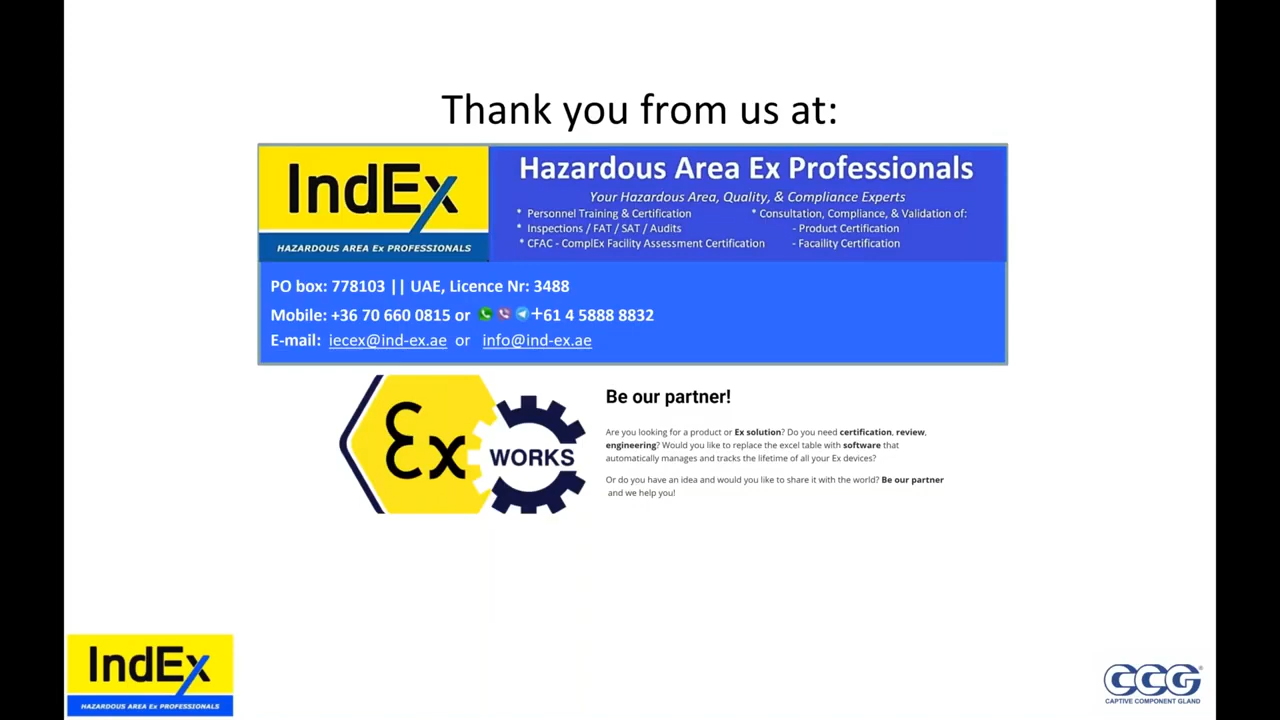 Thank you from us at:
IndEx
HAZARDOUS AREA Ex PROFESSIONALS
Hazardous Area Ex Professionals
Your Hazardous Area, Quality, & Compliance Experts
* Personnel Training & Certification
* Inspections / FAT / SAT / Audits
* CFAC - ComplEx Facility Assessment Certification
* Consultation, Compliance, & Validation of:
- Product Certification
- Facaility Certification
PO box: 778103 || UAE, Licence Nr: 3488
Mobile: +36 70 660 0815 or +61 4 5888 8832
E-mail: iecex@ind-ex.ae or info@ind-ex.ae
Ex WORKS
Be our partner!
Are you looking for a product or Ex solution? Do you need certification, review,
engineering? Would you like to replace the excel table with software that
automatically manages and tracks the lifetime of all your Ex devices?
Or do you have an idea and would you like to share it with the world? Be our partner
and we help you!
IndEx
HAZARDOUS AREA Ex PROFESSIONALS
CCG®
CAPTIVE COMPONENT GLAND